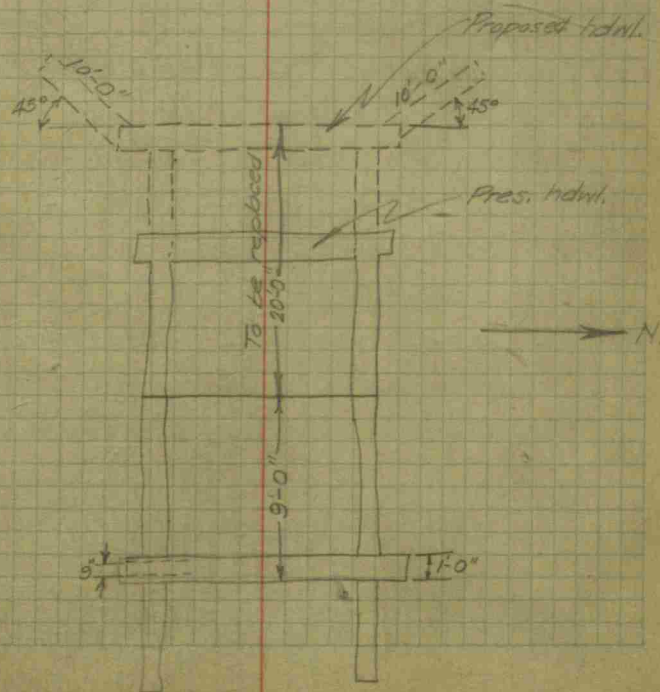 Proposed hdwl.
10'-0"
45°
10'-0"
45°
Pres. hdwl.
To be replaced
20'-0"
N.
9'-0"
9"
1'-0"